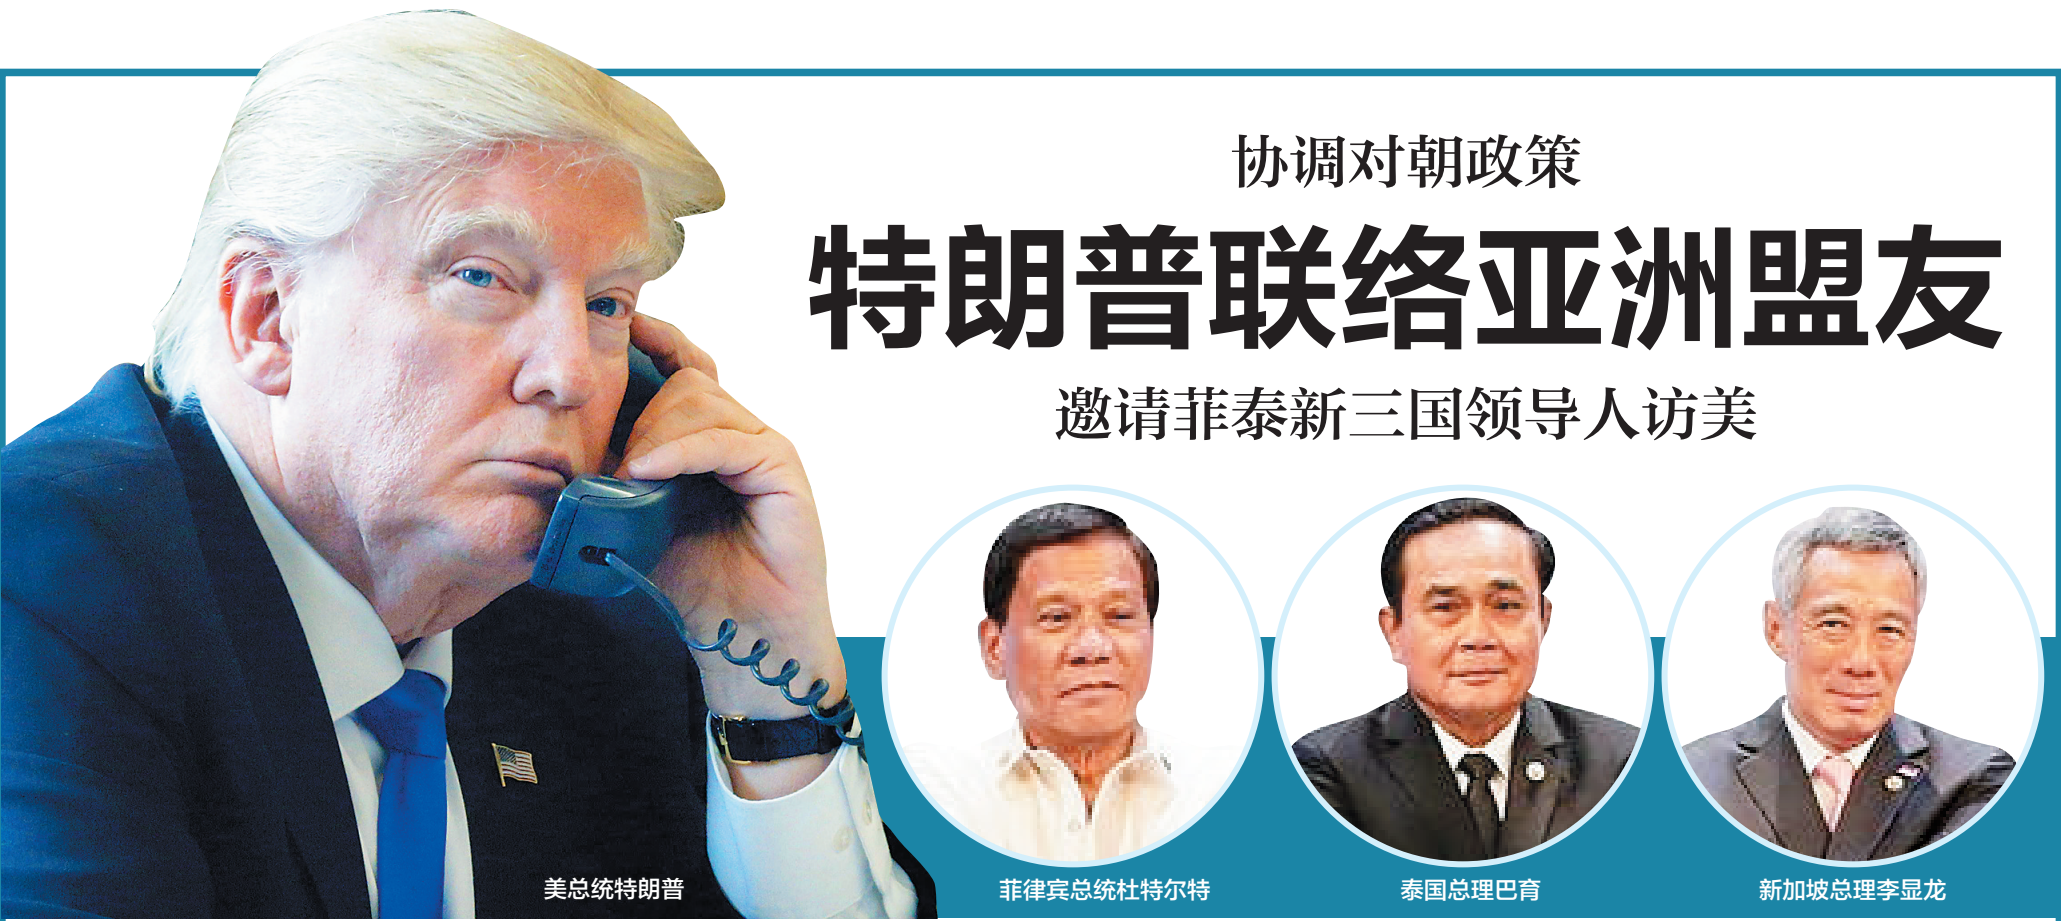 协调对朝政策
特朗普联络亚洲盟友
邀请菲泰新三国领导人访美
美总统特朗普
菲律宾总统杜特尔特
泰国总理巴育
新加坡总理李显龙